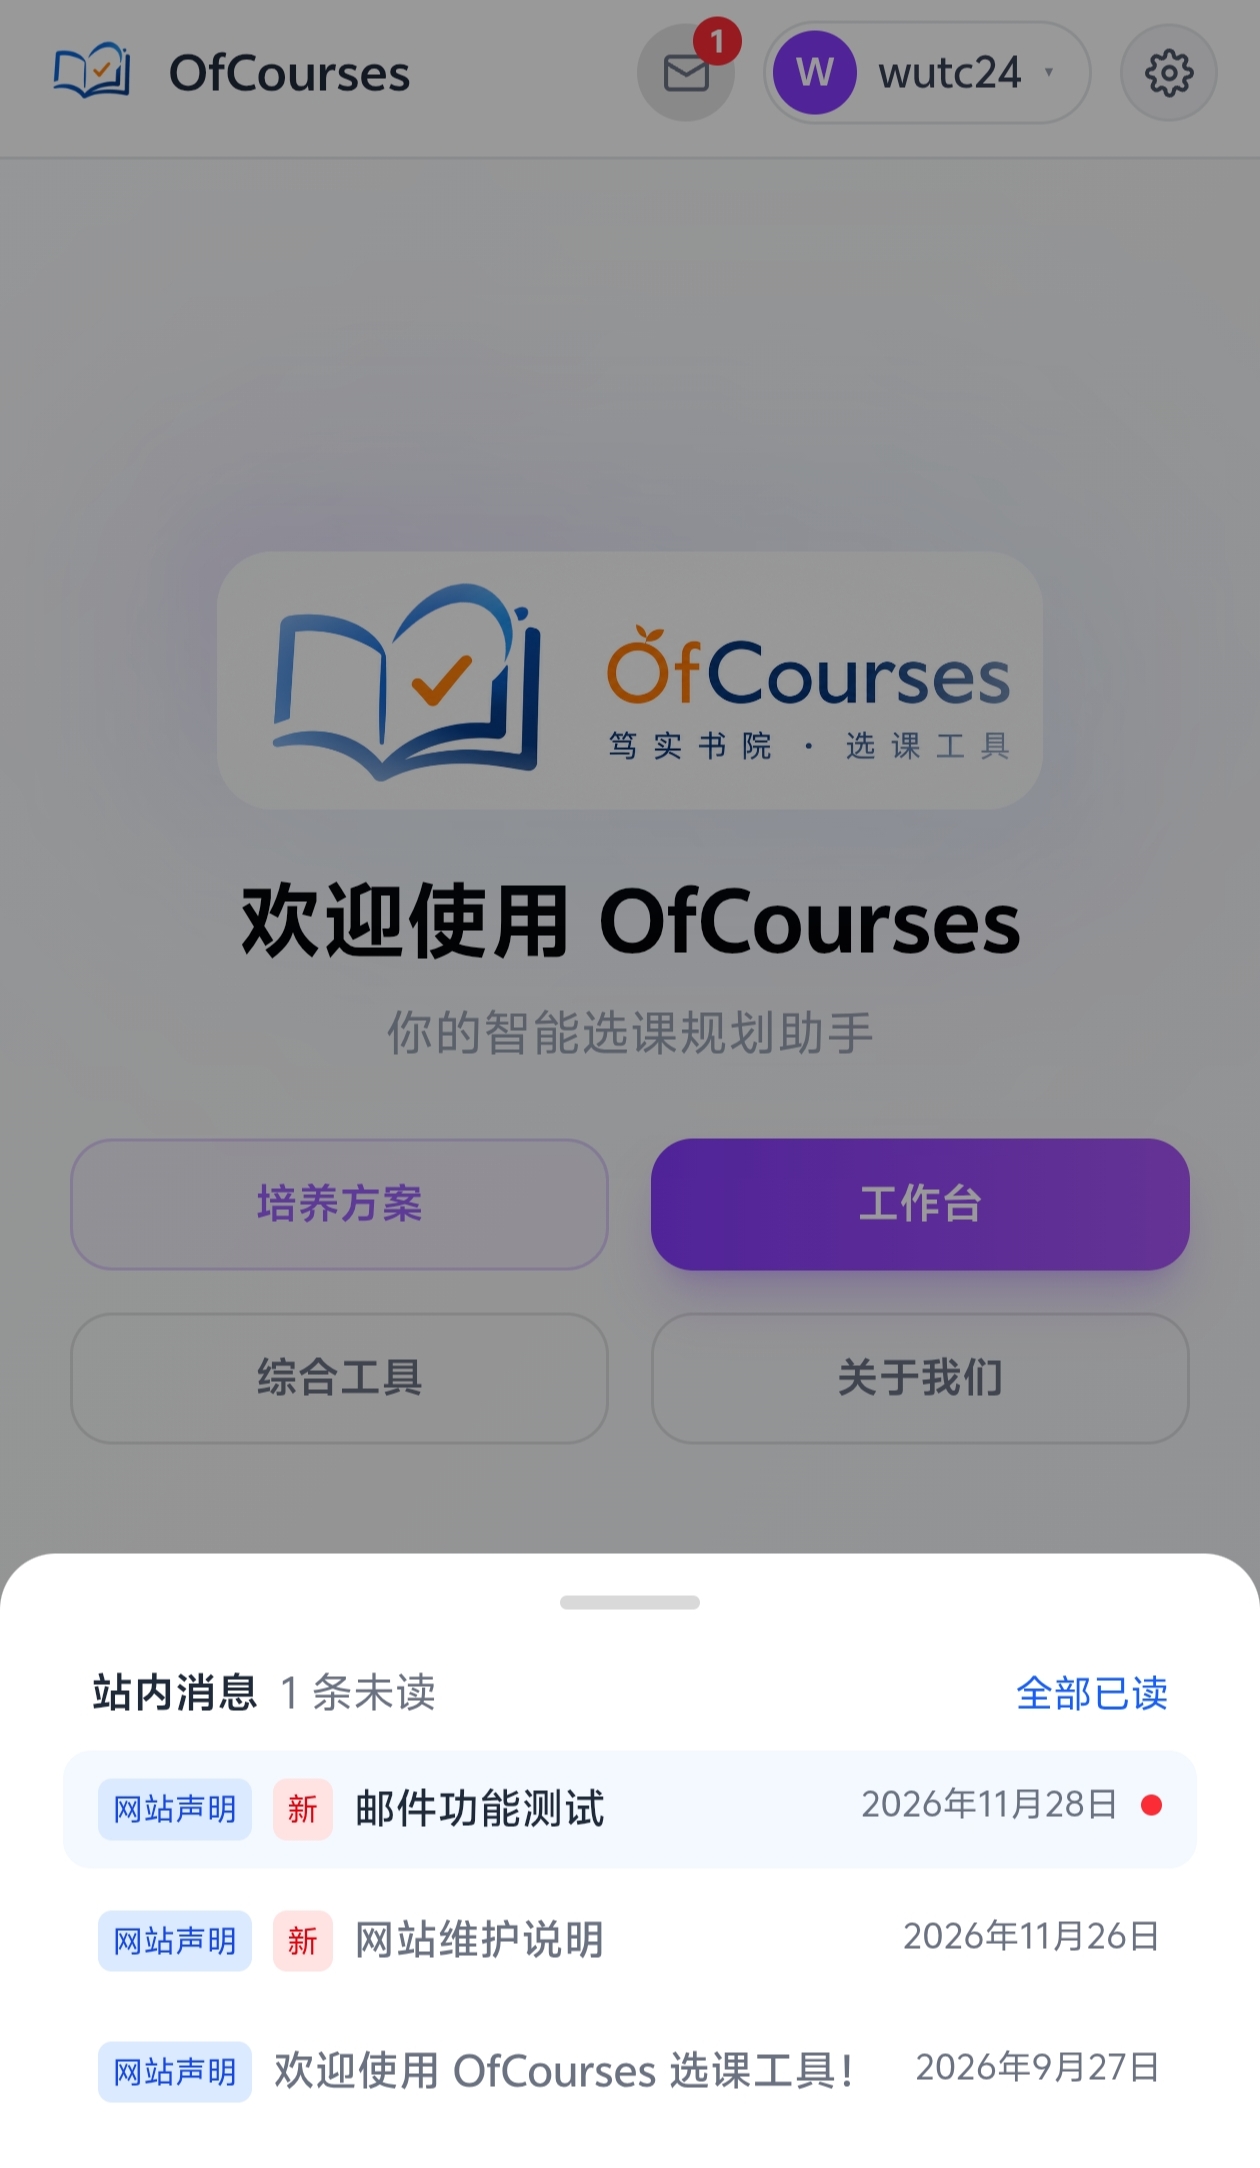 OfCourses
1
W wutc24
OfCourses
笃实书院 · 选课工具
欢迎使用 OfCourses
你的智能选课规划助手
培养方案
工作台
综合工具
关于我们
站内消息 1 条未读 全部已读
网站声明 新 邮件功能测试 2026年11月28日
网站声明 新 网站维护说明 2026年11月26日
网站声明 欢迎使用 OfCourses 选课工具！ 2026年9月27日